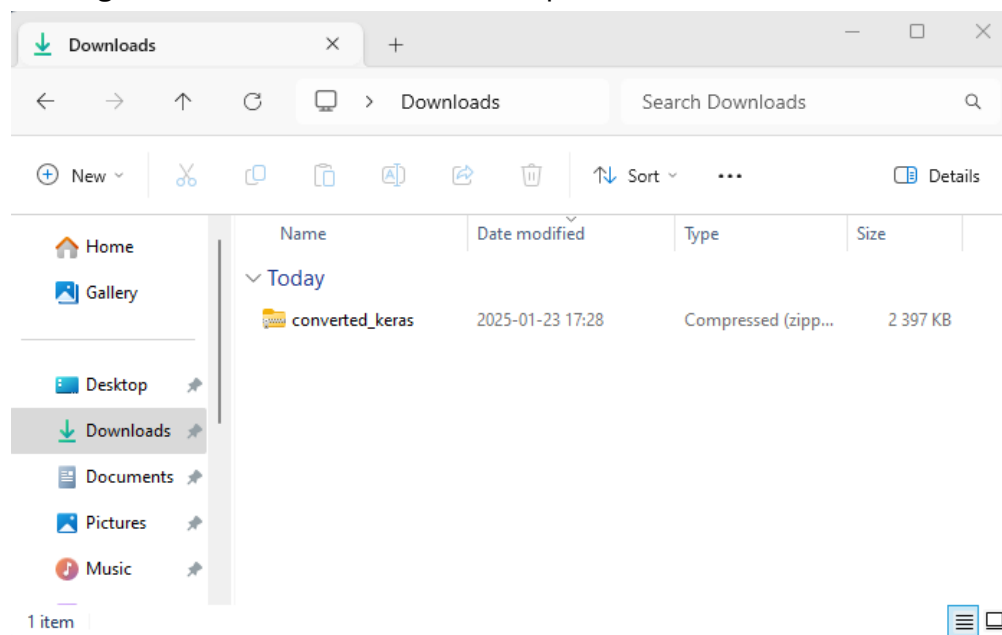 Downloads
Downloads
Search Downloads
New
Sort
Details
Home
Gallery
Desktop
Downloads
Documents
Pictures
Music
Name Date modified Type Size
Today
converted_keras 2025-01-23 17:28 Compressed (zipp... 2 397 KB
1 item